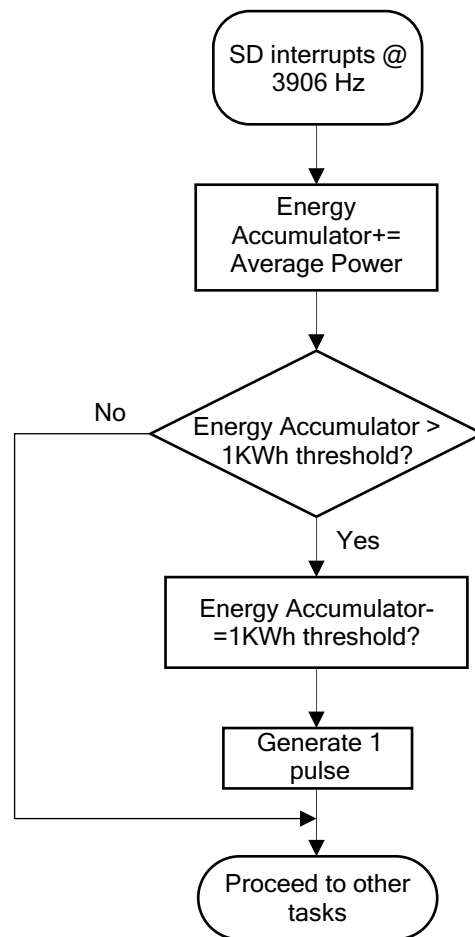 SD interrupts @
3906 Hz
Energy
Accumulator+=
Average Power
Energy Accumulator >
1KWh threshold?
No
Yes
Energy Accumulator-
=1KWh threshold?
Generate 1
pulse
Proceed to other
tasks